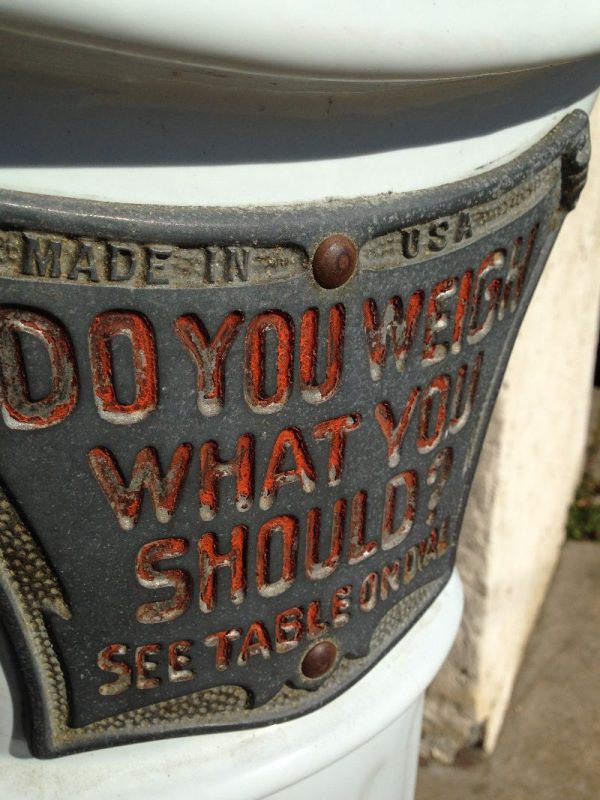 MADE IN USA
DO YOU WEIGH
WHAT YOU
SHOULD?
SEE TABLE ON DIAL